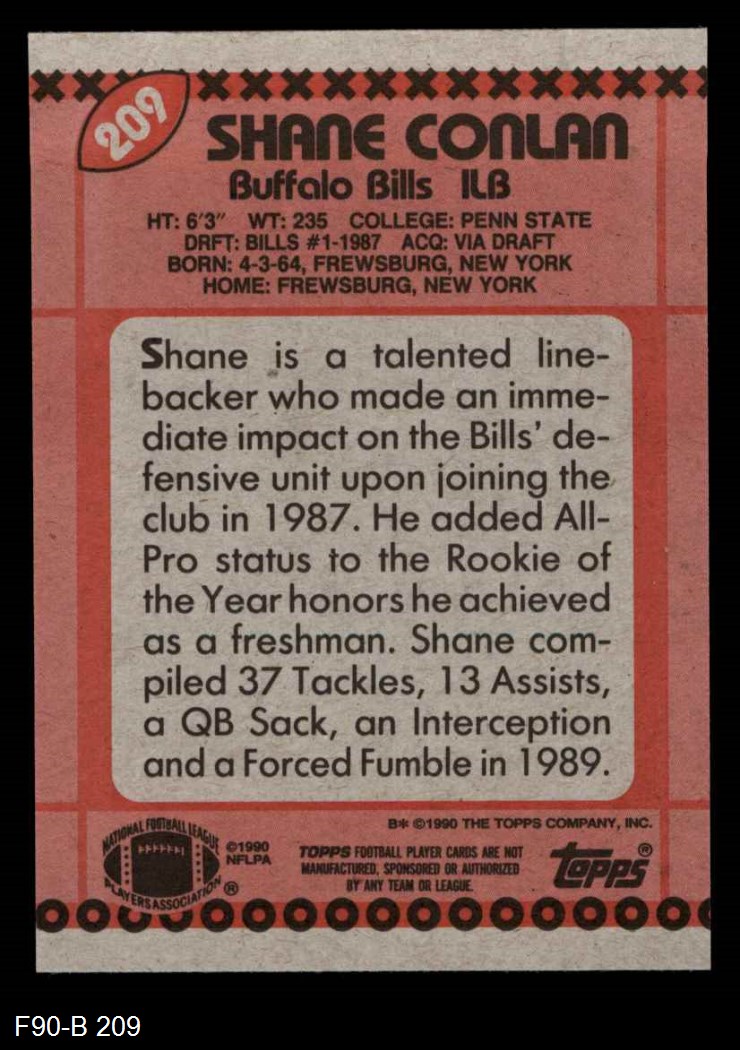 209
SHANE CONLAN
Buffalo Bills ILB
HT: 6'3" WT: 235 COLLEGE: PENN STATE
DRFT: BILLS #1-1987 ACQ: VIA DRAFT
BORN: 4-3-64, FREWSBURG, NEW YORK
HOME: FREWSBURG, NEW YORK
Shane is a talented line-
backer who made an imme-
diate impact on the Bills' de-
fensive unit upon joining the
club in 1987. He added All-
Pro status to the Rookie of
the Year honors he achieved
as a freshman. Shane com-
piled 37 Tackles, 13 Assists,
a QB Sack, an Interception
and a Forced Fumble in 1989.
B* ©1990 THE TOPPS COMPANY, INC.
NATIONAL FOOTBALL LEAGUE
PLAYERS ASSOCIATION ®
©1990
NFLPA
TOPPS FOOTBALL PLAYER CARDS ARE NOT
MANUFACTURED, SPONSORED OR AUTHORIZED
BY ANY TEAM OR LEAGUE.
topps®
F90-B 209